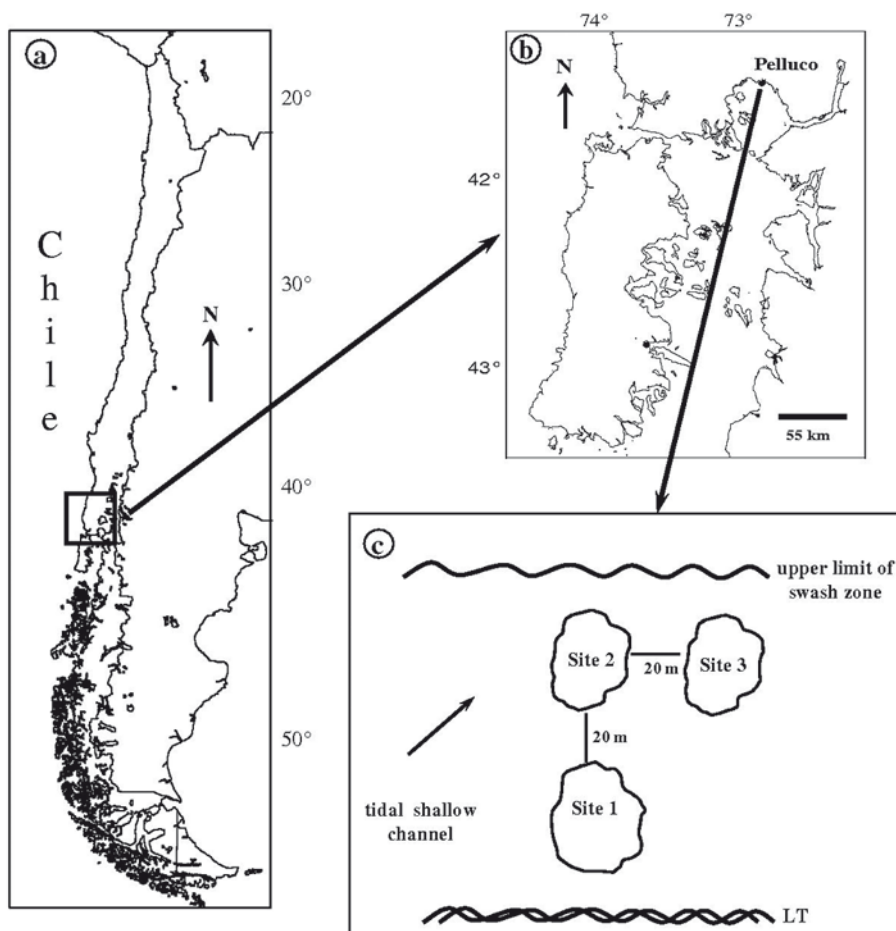 a
20°
C
h
i
l
e
30°
N
40°
50°
74° 73°
b
Pelluco
N
42°
43°
55 km
c
upper limit of
swash zone
Site 2
Site 3
20 m
20 m
tidal shallow
channel
Site 1
LT